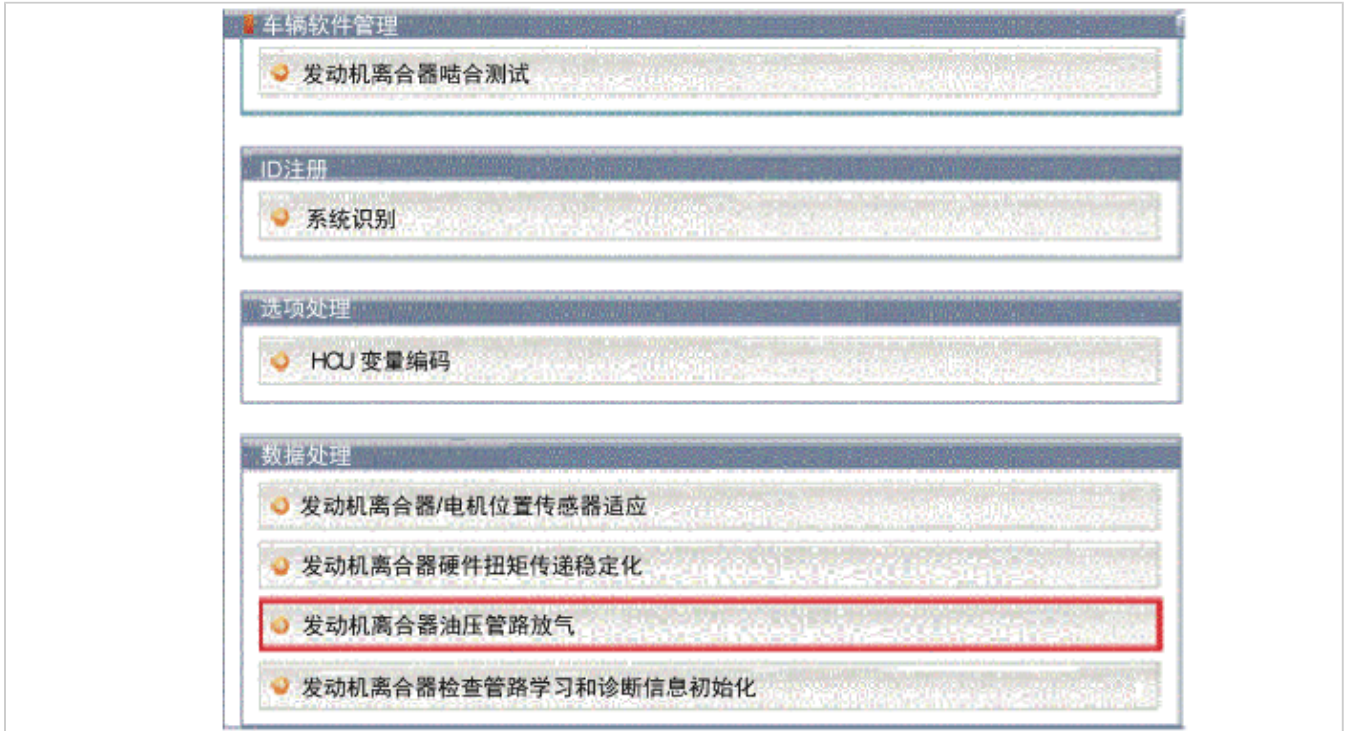 车辆软件管理
发动机离合器啮合测试
ID注册
系统识别
选项处理
HCU 变量编码
数据处理
发动机离合器/电机位置传感器适应
发动机离合器硬件扭矩传递稳定化
发动机离合器油压管路放气
发动机离合器检查管路学习和诊断信息初始化